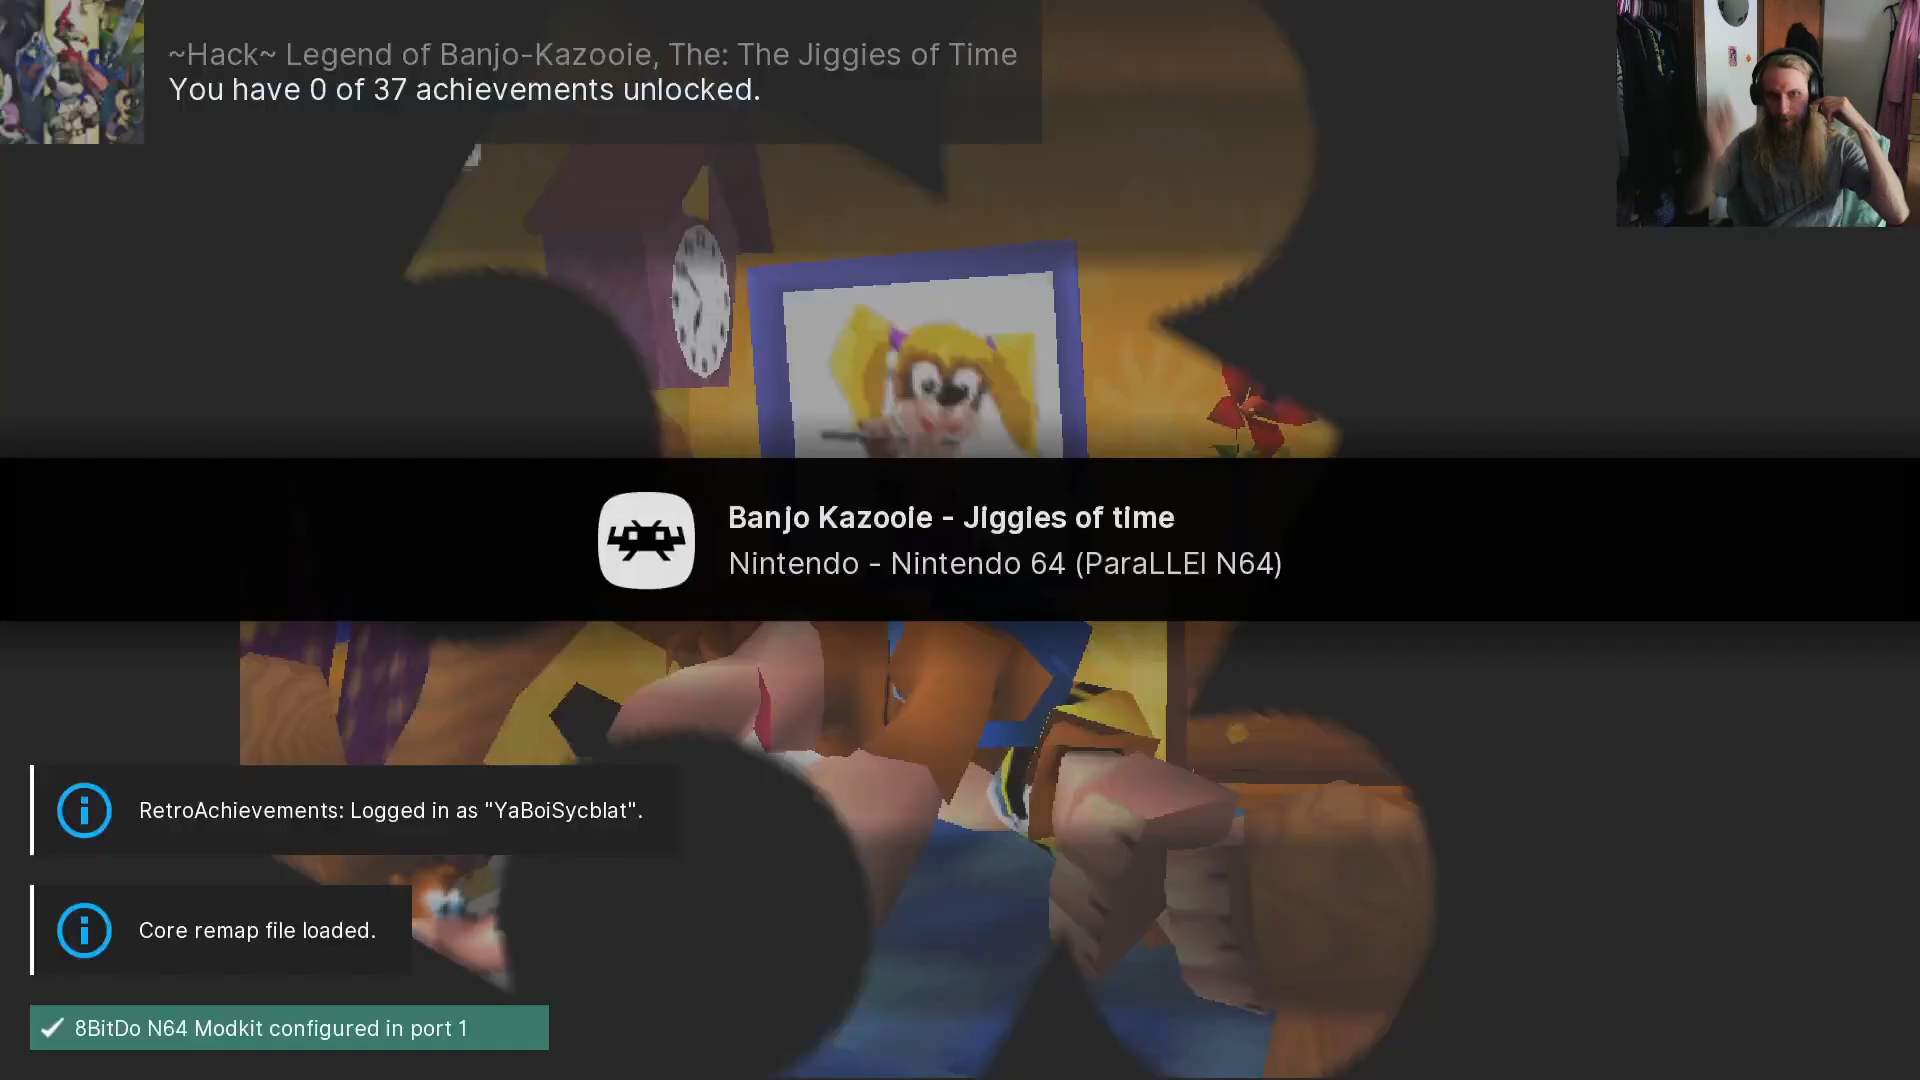 ~Hack~ Legend of Banjo-Kazooie, The: The Jiggies of Time
You have 0 of 37 achievements unlocked.
Banjo Kazooie - Jiggies of time
Nintendo - Nintendo 64 (ParaLLEl N64)
RetroAchievements: Logged in as "YaBoiSycblat".
Core remap file loaded.
8BitDo N64 Modkit configured in port 1